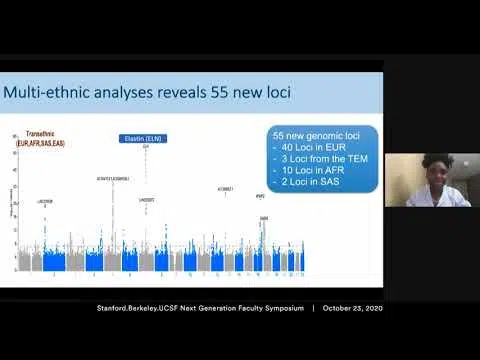 Multi-ethnic analyses reveals 55 new loci
Transethnic
(EUR,AFR,SAS,EAS)
Elastin (ELN)
ELN
55 new genomic loci
- 40 Loci in EUR
- 3 Loci from the TEM
- 10 Loci in AFR
- 2 Loci in SAS
Stanford.Berkeley.UCSF Next Generation Faculty Symposium | October 23, 2020